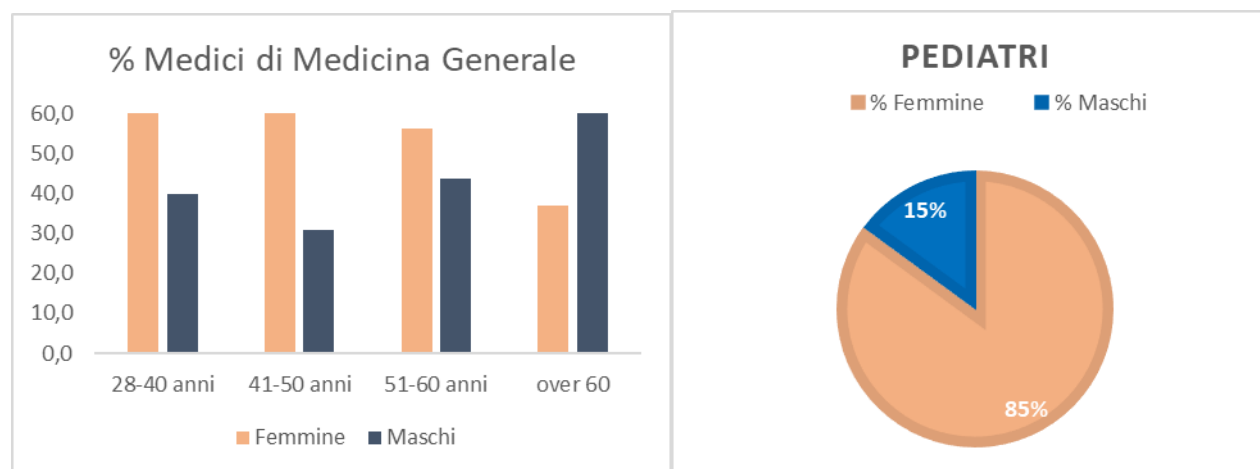 % Medici di Medicina Generale
60,0
50,0
40,0
30,0
20,0
10,0
0,0
28-40 anni
41-50 anni
51-60 anni
over 60
Femmine
Maschi
PEDIATRI
% Femmine
% Maschi
15%
85%